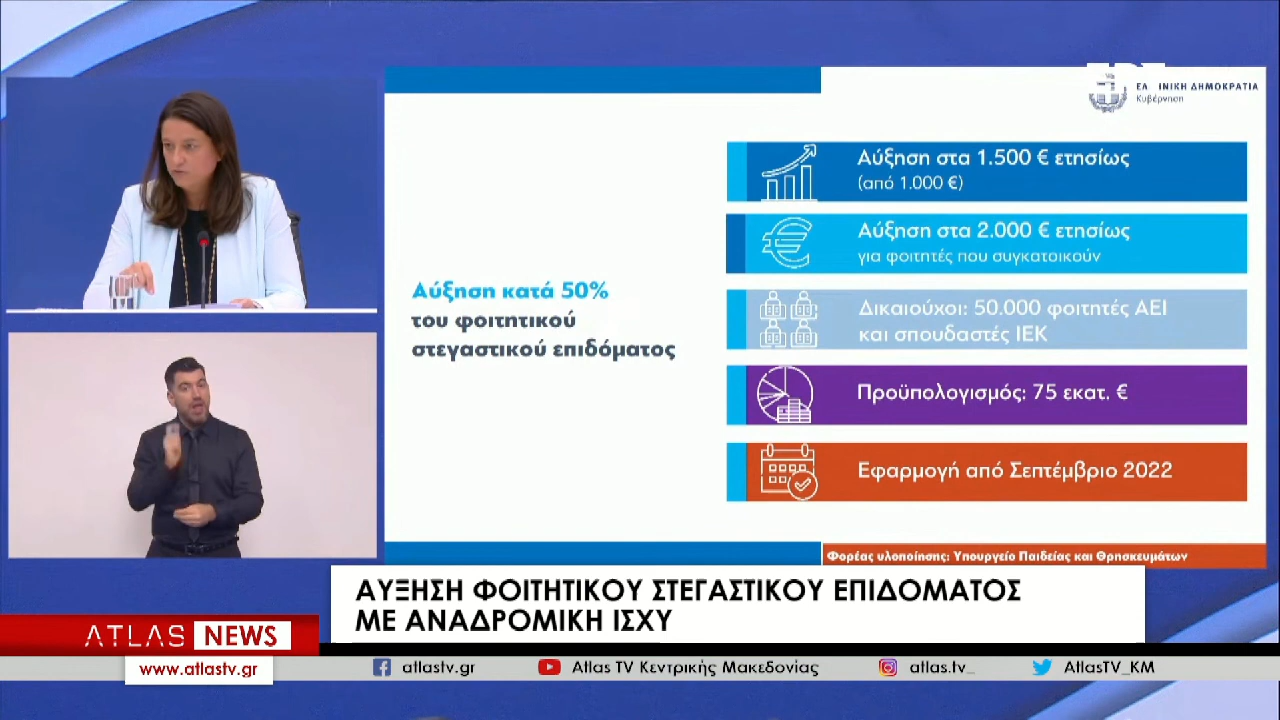 ΕΛ ΝΙΚΗ ΔΗΜΟΚΡΑΤΙΑ
Κυβέρνηση
Αύξηση κατά 50%
του φοιτητικού
στεγαστικού επιδόματος
Αύξηση στα 1.500 € ετησίως
(από 1.000 €)
Αύξηση στα 2.000 € ετησίως
για φοιτητές που συγκατοικούν
Δικαιούχοι: 50.000 φοιτητές ΑΕΙ
και σπουδαστές ΙΕΚ
Προϋπολογισμός: 75 εκατ. €
Εφαρμογή από Σεπτέμβριο 2022
Φορέας υλοποίησης: Υπουργείο Παιδείας και Θρησκευμάτων
ΑΥΞΗΣΗ ΦΟΙΤΗΤΙΚΟΥ ΣΤΕΓΑΣΤΙΚΟΥ ΕΠΙΔΟΜΑΤΟΣ
ΜΕ ΑΝΑΔΡΟΜΙΚΗ ΙΣΧΥ
ATLAS NEWS
www.atlastv.gr
atlastv.gr
Atlas TV Κεντρικής Μακεδονίας
atlas.tv_
AtlasTV_KM